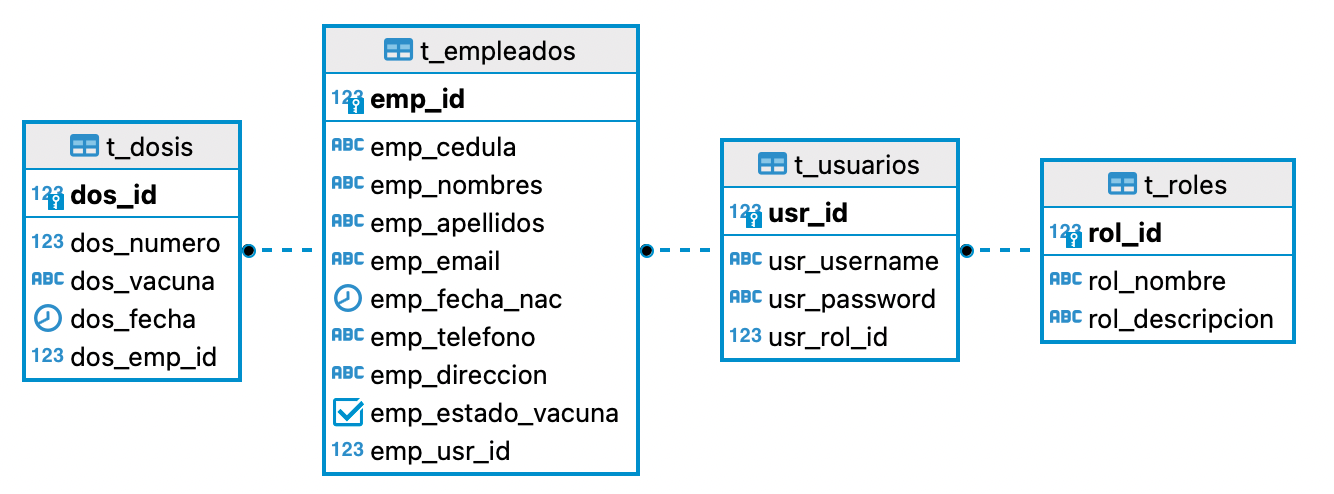 t_dosis
123 dos_id
123 dos_numero
ABC dos_vacuna
dos_fecha
123 dos_emp_id
t_empleados
123 emp_id
ABC emp_cedula
ABC emp_nombres
ABC emp_apellidos
ABC emp_email
emp_fecha_nac
ABC emp_telefono
ABC emp_direccion
emp_estado_vacuna
123 emp_usr_id
t_usuarios
123 usr_id
ABC usr_username
ABC usr_password
123 usr_rol_id
t_roles
123 rol_id
ABC rol_nombre
ABC rol_descripcion